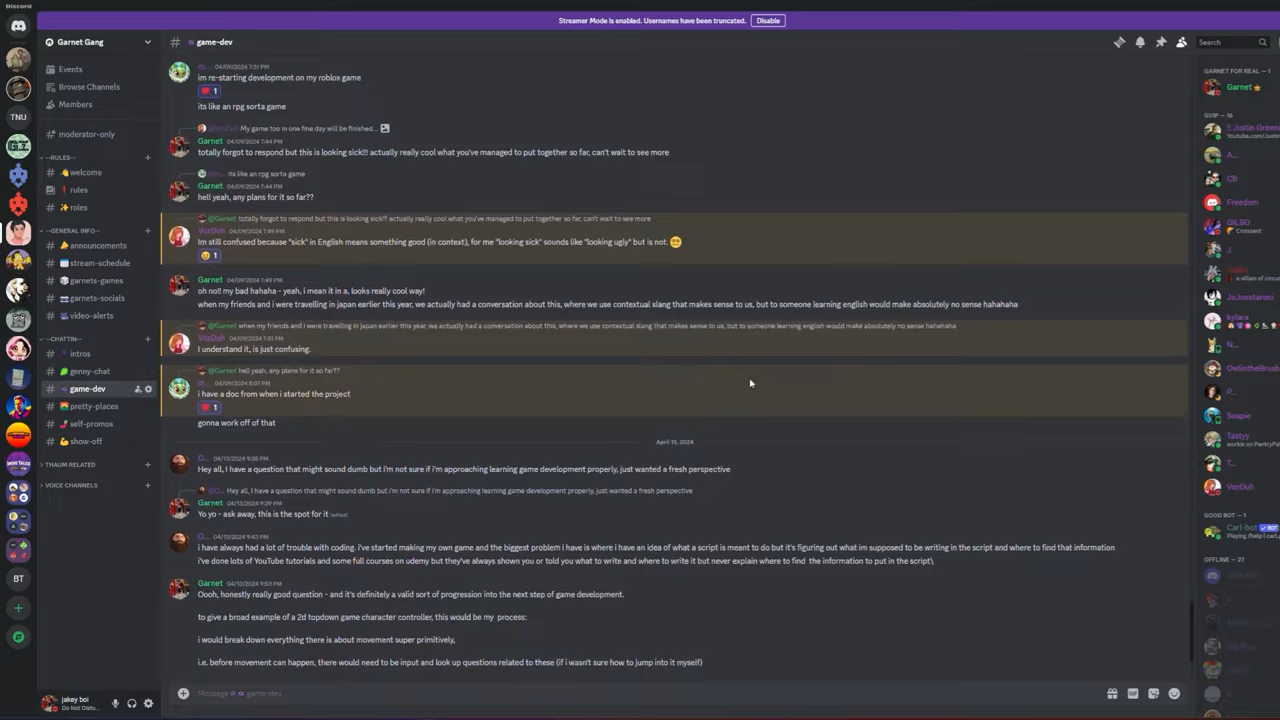 Discord
Streamer Mode is enabled. Usernames have been truncated. Disable
Garnet Gang
# game-dev
Search
Events
Browse Channels
Members
moderator-only
--RULES--
welcome
rules
roles
--GENERAL INFO--
announcements
stream-schedule
garnets-games
garnets-socials
video-alerts
--CHATTIN--
intros
genny-chat
game-dev
pretty-places
self-promos
show-off
THAUM RELATED
VOICE CHANNELS
TNU
BT
jakey boi
Do Not Distu...
m... 04/09/2024 7:31 PM
im re-starting development on my roblox game
1
its like an rpg sorta game
@VozDuh My game too in one fine day will be finished...
Garnet 04/09/2024 7:44 PM
totally forgot to respond but this is looking sick!!! actually really cool what you've managed to put together so far, can't wait to see more
its like an rpg sorta game
Garnet 04/09/2024 7:44 PM
hell yeah, any plans for it so far??
@Garnet totally forgot to respond but this is looking sick!!! actually really cool what you've managed to put together so far, can't wait to see more
VozDuh 04/09/2024 7:49 PM
Im still confused because "sick" in English means something good (in context), for me "looking sick" sounds like "looking ugly" but is not.
1
Garnet 04/09/2024 7:49 PM
oh no!! my bad hahaha - yeah, i mean it in a, looks really cool way!
when my friends and i were travelling in japan earlier this year, we actually had a conversation about this, where we use contextual slang that makes sense to us, but to someone learning english would make absolutely no sense hahahaha
@Garnet when my friends and i were travelling in japan earlier this year, we actually had a conversation about this, where we use contextual slang that makes sense to us, but to someone learning english would make absolutely no sense hahahaha
VozDuh 04/09/2024 7:51 PM
I understand it, is just confusing.
@Garnet hell yeah, any plans for it so far??
m... 04/09/2024 8:07 PM
i have a doc from when i started the project
1
gonna work off of that
April 13, 2024
O... 04/13/2024 9:38 PM
Hey all, I have a question that might sound dumb but i'm not sure if i'm approaching learning game development properly, just wanted a fresh perspective
Hey all, I have a question that might sound dumb but i'm not sure if i'm approaching learning game development properly, just wanted a fresh perspective
Garnet 04/13/2024 9:39 PM
Yo yo - ask away, this is the spot for it (edited)
O... 04/13/2024 9:43 PM
i have always had a lot of trouble with coding. i've started making my own game and the biggest problem i have is where i have an idea of what a script is meant to do but it's figuring out what im supposed to be writing in the script and where to find that information
i've done lots of YouTube tutorials and some full courses on udemy but they've always shown you or told you what to write and where to write it but never explain where to find the information to put in the script\
Garnet 04/13/2024 9:53 PM
Oooh, honestly really good question - and it's definitely a valid sort of progression into the next step of game development.
to give a broad example of a 2d topdown game character controller, this would be my process:
i would break down everything there is about movement super primitively,
i.e. before movement can happen, there would need to be input and look up questions related to these (if i wasn't sure how to jump into it myself)
Message # game-dev
GIF
GARNET FOR REAL — 1
Garnet
GVIP — 16
Justin Green
Youtube.com/Justin
A...
CB
Freedom
GILBO
Croissant
J
a village of
JoJoestaroni
kylara
N...
OwlintheBrush
P...
Seapie
Tastyy
workin on PantryPal
T...
VozDuh
GOOD BOT — 1
Carl-bot BOT
Playing /help | carl.g
OFFLINE — 27